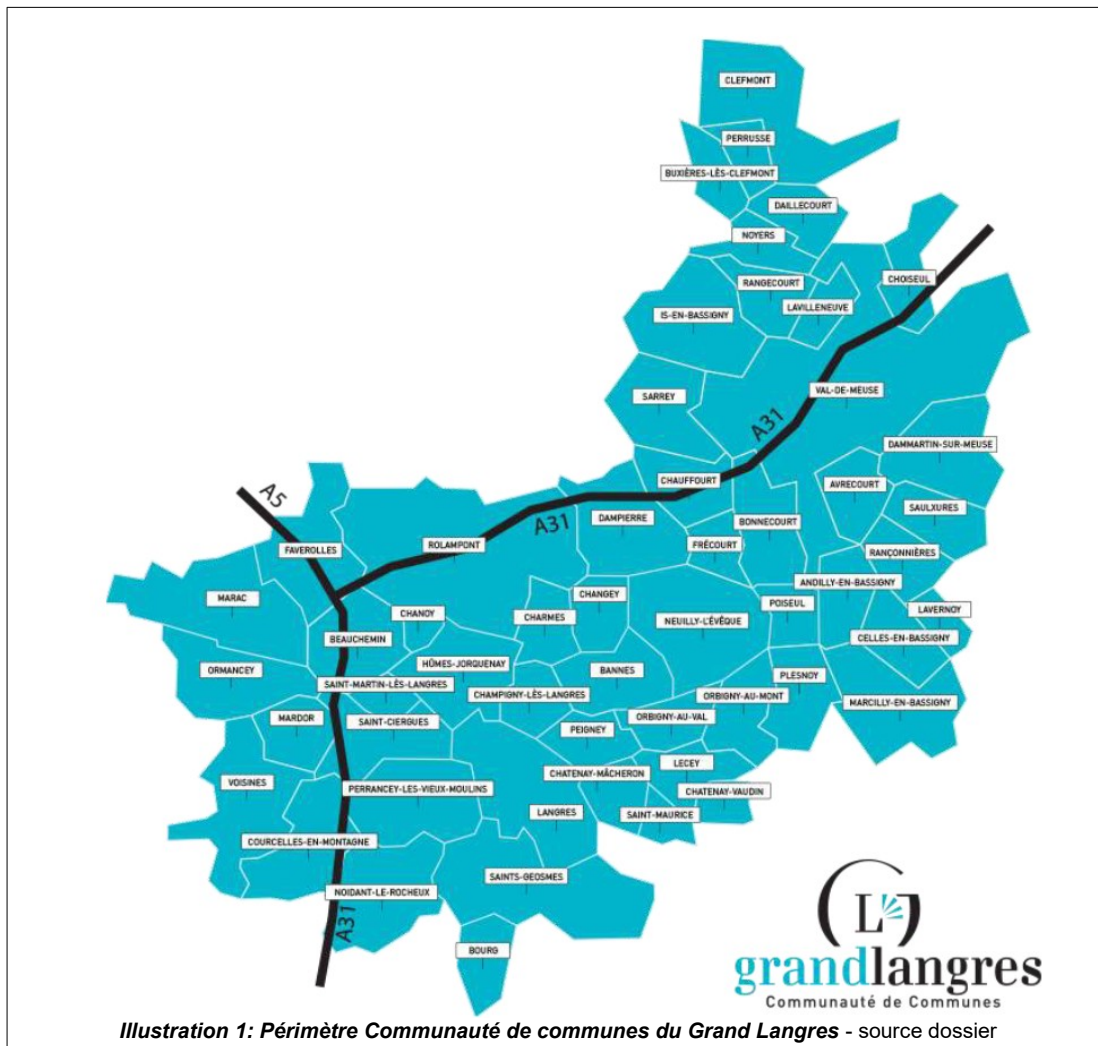 CLEFMONT
PERRUSSE
BUXIÈRES-LÈS-CLEFMONT
DAILLECOURT
NOYERS
CHOISEUL
RANGECOURT
LAVILLENEUVE
IS-EN-BASSIGNY
VAL-DE-MEUSE
SARREY
A31
DAMMARTIN-SUR-MEUSE
CHAUFFOURT
AVRECOURT
A5
SAULXURES
DAMPIERRE
A31
BONNECOURT
ROLAMPONT
FRÉCOURT
FAVEROLLES
RANÇONNIÈRES
ANDILLY-EN-BASSIGNY
CHANGEY
MARAC
POISEUL
LAVERNOY
CHANOY
CHARMES
NEUILLY-L'ÉVÊQUE
BEAUCHEMIN
CELLES-EN-BASSIGNY
HÛMES-JORQUENAY
ORMANCEY
BANNES
PLESNOY
SAINT-MARTIN-LÈS-LANGRES
CHAMPIGNY-LÈS-LANGRES
ORBIGNY-AU-MONT
MARCILLY-EN-BASSIGNY
MARDOR
SAINT-CIERGUES
ORBIGNY-AU-VAL
PEIGNEY
LECEY
CHATENAY-MÂCHERON
VOISINES
PERRANCEY-LES-VIEUX-MOULINS
CHATENAY-VAUDIN
LANGRES
SAINT-MAURICE
COURCELLES-EN-MONTAGNE
SAINTS-GEOSMES
NOIDANT-LE-ROCHEUX
A31
BOURG
L
grandlangres
Communauté de Communes
Illustration 1: Périmètre Communauté de communes du Grand Langres - source dossier